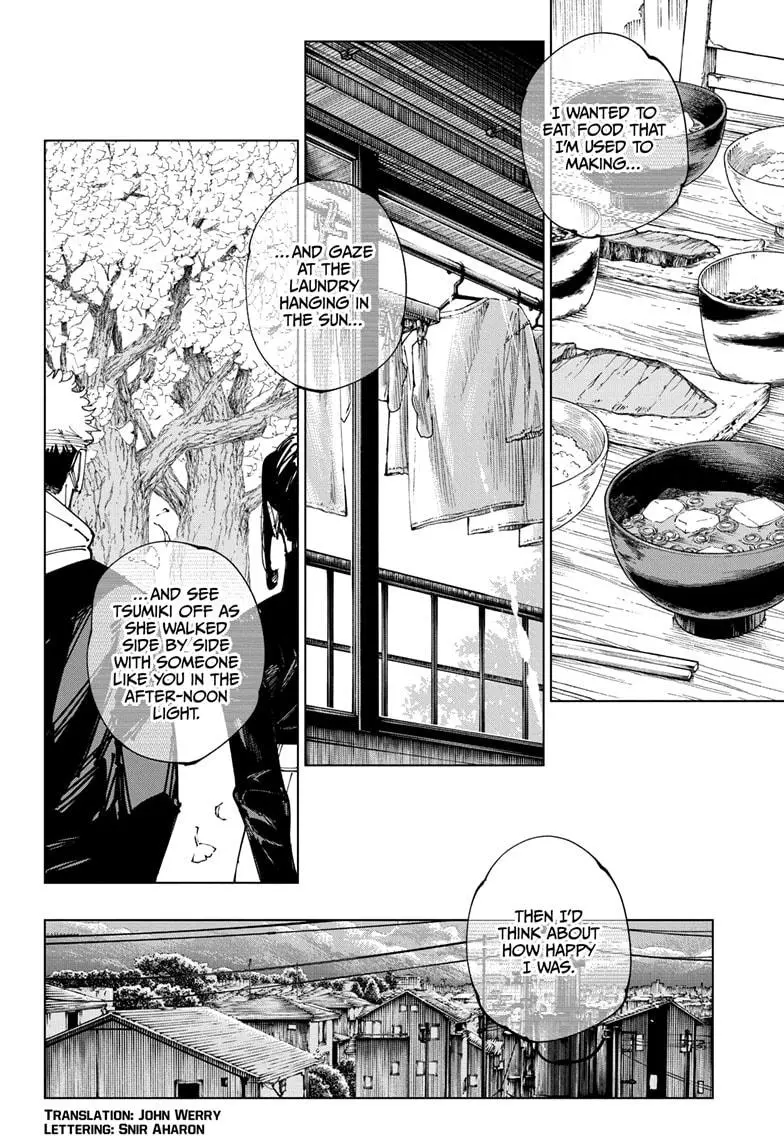 I WANTED TO
EAT FOOD THAT
I'M USED TO
MAKING...
...AND GAZE
AT THE
LAUNDRY
HANGING IN
THE SUN...
...AND SEE
TSUMIKI OFF AS
SHE WALKED
SIDE BY SIDE
WITH SOMEONE
LIKE YOU IN THE
AFTER-NOON
LIGHT.
THEN I'D
THINK ABOUT
HOW HAPPY
I WAS.
TRANSLATION: JOHN WERRY
LETTERING: SNIR AHARON